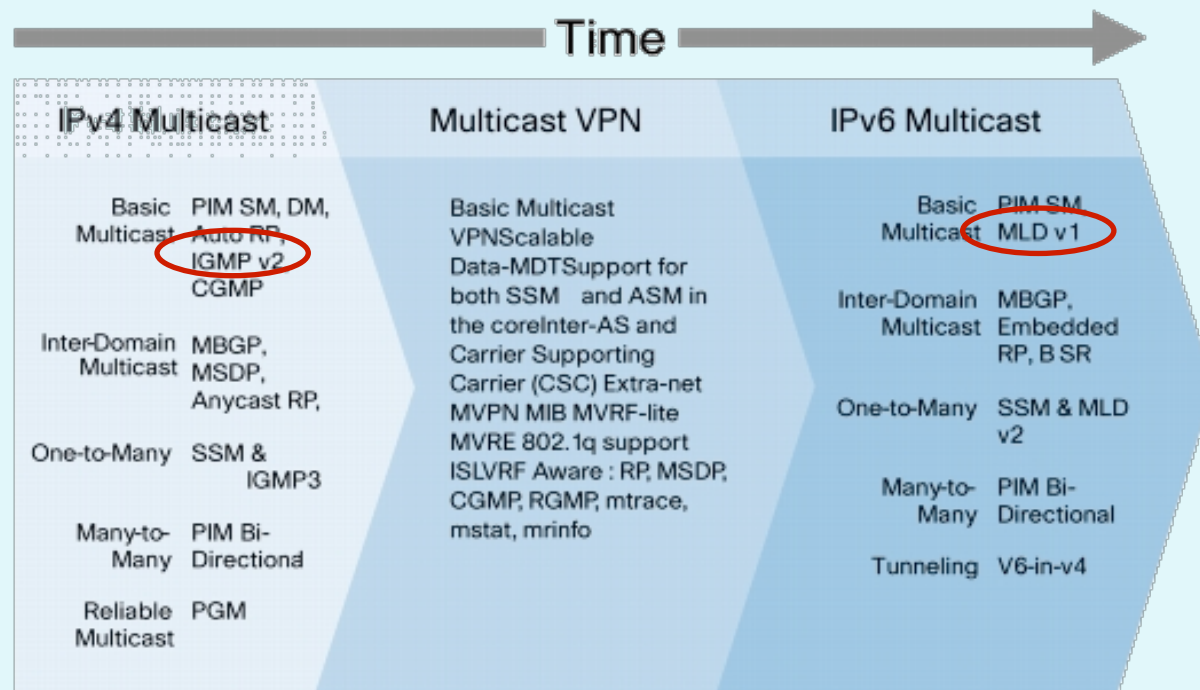 Time
IPv4 Multicast
Basic Multicast
PIM SM, DM,
Auto RP,
IGMP v2
CGMP
Inter-Domain Multicast
MBGP,
MSDP,
Anycast RP,
One-to-Many
SSM &
IGMP3
Many-to-Many
PIM Bi-
Directional
Reliable Multicast
PGM
Multicast VPN
Basic Multicast
VPNScalable
Data-MDTSupport for
both SSM and ASM in
the coreInter-AS and
Carrier Supporting
Carrier (CSC) Extra-net
MVPN MIB MVRF-lite
MVRE 802.1q support
ISLVRF Aware : RP, MSDP,
CGMP, RGMP, mtrace,
mstat, mrinfo
IPv6 Multicast
Basic Multicast
PIM SM
MLD v1
Inter-Domain Multicast
MBGP,
Embedded
RP, B SR
One-to-Many
SSM & MLD
v2
Many-to-Many
PIM Bi-
Directional
Tunneling
V6-in-v4